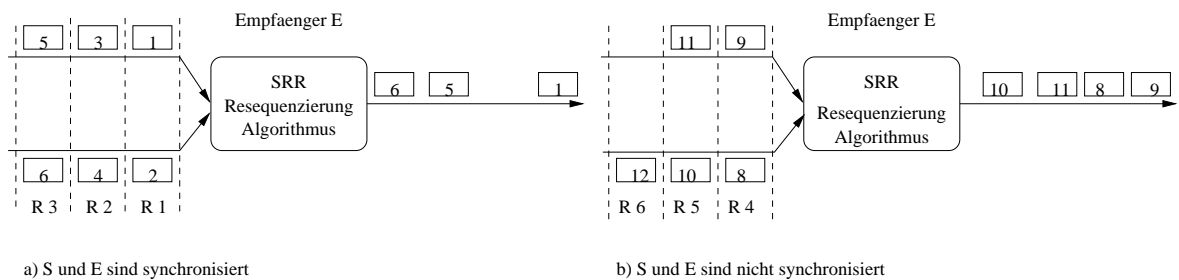 Empfaenger E
5 3 1
SRR
Resequenzierung
Algorithmus
6 5 1
6 4 2
R 3 R 2 R 1
a) S und E sind synchronisiert
Empfaenger E
11 9
SRR
Resequenzierung
Algorithmus
10 11 8 9
12 10 8
R 6 R 5 R 4
b) S und E sind nicht synchronisiert